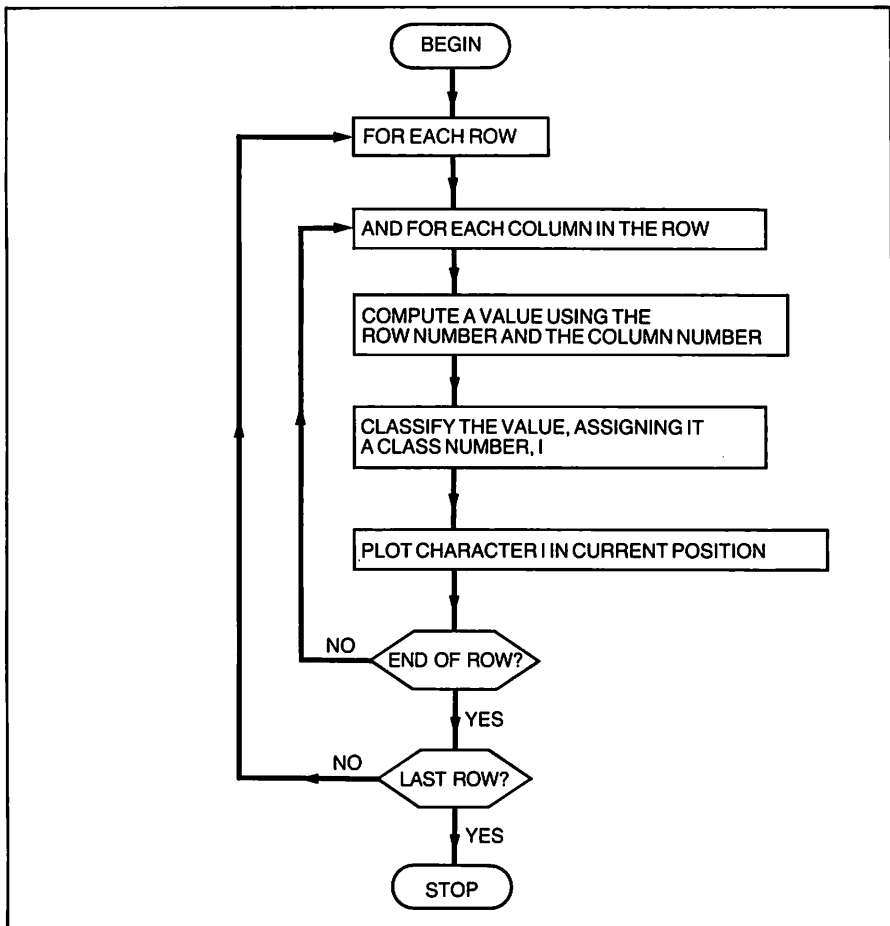 BEGIN
FOR EACH ROW
AND FOR EACH COLUMN IN THE ROW
COMPUTE A VALUE USING THE
ROW NUMBER AND THE COLUMN NUMBER
CLASSIFY THE VALUE, ASSIGNING IT
A CLASS NUMBER, I
PLOT CHARACTER I IN CURRENT POSITION
NO
END OF ROW?
YES
NO
LAST ROW?
YES
STOP